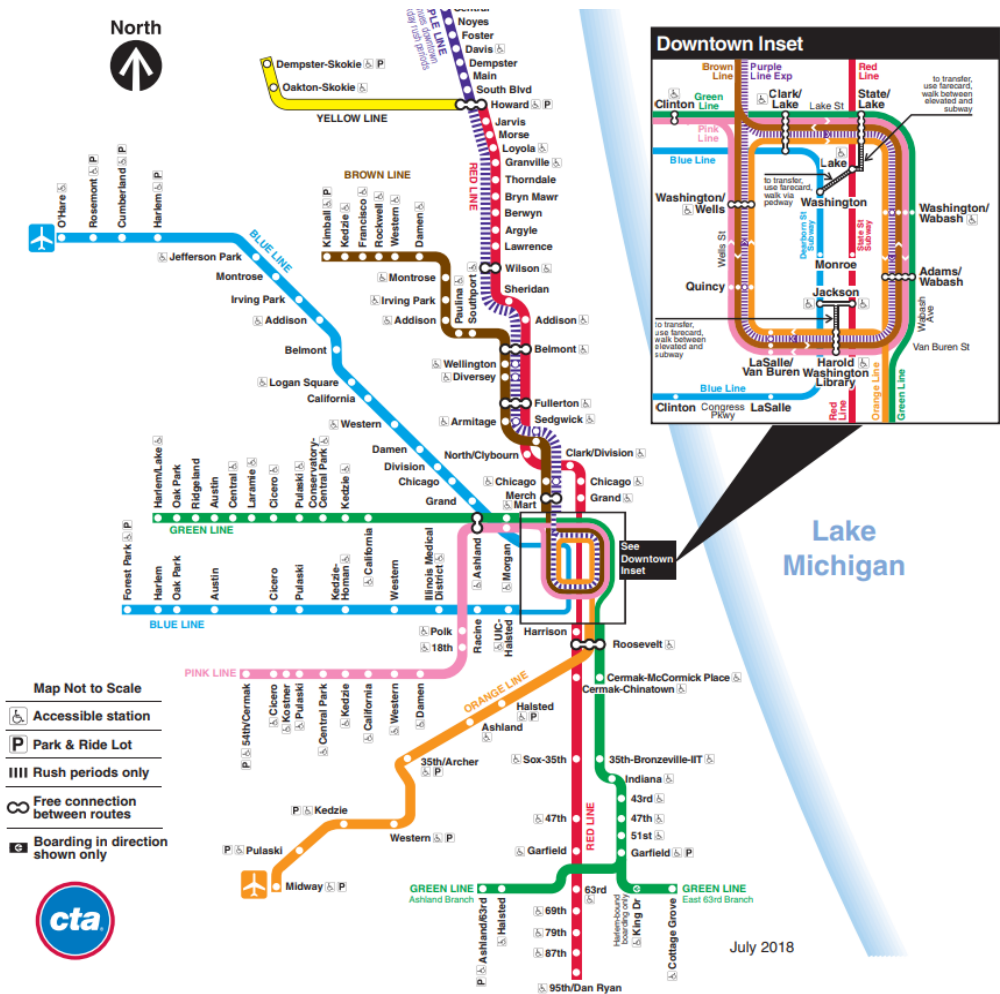 North
Noyes
Foster
Davis
Dempster
Main
South Blvd
Howard P
PLE LINE
Dempster-Skokie P
Oakton-Skokie
YELLOW LINE
Jarvis
Morse
Loyola
Granville
Thorndale
Bryn Mawr
Berwyn
Argyle
Lawrence
Wilson
Sheridan
Addison
Belmont
Fullerton
Sedgwick
RED LINE
BROWN LINE
Kimball P
Kedzie
Francisco
Rockwell
Western
Damen
Montrose
Irving Park
Addison
Paulina
Southport
Wellington
Diversey
Armitage
North/Clybourn
Clark/Division
Chicago
Grand
Chicago
Merch
Mart
O'Hare
Rosemont P
Cumberland P
Harlem P
BLUE LINE
Jefferson Park
Montrose
Irving Park
Addison
Belmont
Logan Square
California
Western
Damen
Division
Chicago
Grand
Harlem/Lake
Oak Park
Ridgeland
Austin
Central
Laramie
Cicero
Pulaski
Conservatory-
Central Park
Kedzie
California
Ashland
Morgan
GREEN LINE
Forest Park P
Harlem
Oak Park
Austin
Cicero
Pulaski
Kedzie-
Homan
Western
Illinois Medical
District
Racine
UIC-
Halsted
BLUE LINE
See
Downtown
Inset
Lake
Michigan
Polk
18th
PINK LINE
P 54th/Cermak
Cicero
Kostner
Pulaski
Central Park
Kedzie
California
Western
Damen
Harrison
Roosevelt
Cermak-McCormick Place
Cermak-Chinatown
ORANGE LINE
Halsted
P
Ashland
35th/Archer
P
P Kedzie
Western P
P Pulaski
Midway P
Sox-35th
35th-Bronzeville-IIT
Indiana
43rd
47th
47th
51st
Garfield
Garfield P
RED LINE
GREEN LINE
Ashland Branch
63rd
GREEN LINE
East 63rd Branch
P Ashland/63rd
Halsted
69th
79th
87th
95th/Dan Ryan
Harlem-bound
boarding only
King Dr
Cottage Grove
July 2018
Map Not to Scale
Accessible station
P Park & Ride Lot
Rush periods only
Free connection
between routes
Boarding in direction
shown only
cta
Downtown Inset
Brown
Line
Purple
Line Exp
Red
Line
Clinton
Green
Line
Clark/
Lake
Lake St
State/
Lake
to transfer,
use farecard,
walk between
elevated and
subway
Pink
Line
Blue Line
Lake
to transfer,
use farecard,
walk via
pedway
Washington
Washington/
Wells
Washington/
Wabash
Wells St
Dearborn St
Subway
State St
Subway
Monroe
Quincy
Jackson
Adams/
Wabash
Wabash
Ave
to transfer,
use farecard,
walk between
elevated and
subway
Van Buren St
LaSalle/
Van Buren
Harold
Washington
Library
Blue Line
Clinton
Congress
Pkwy
LaSalle
Red
Line
Orange Line
Green Line